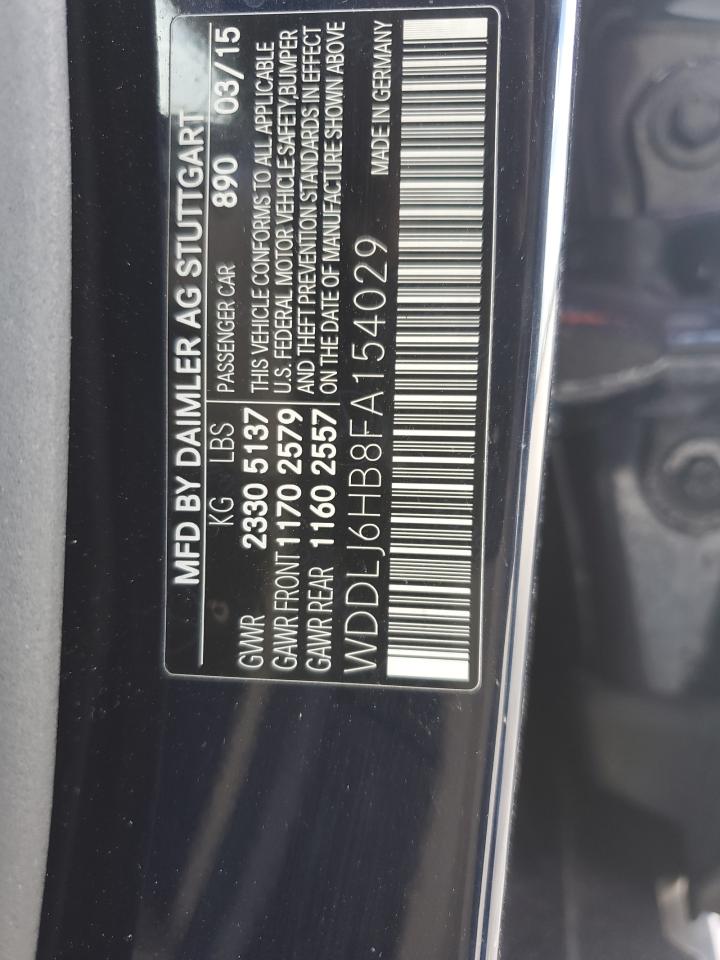 MFD BY DAIMLER AG STUTTGART
KG LBS PASSENGER CAR 890 03/15
GVWR 2330 5137 THIS VEHICLE CONFORMS TO ALL APPLICABLE
GAWR FRONT 1170 2579 U.S. FEDERAL MOTOR VEHICLE SAFETY,BUMPER
AND THEFT PREVENTION STANDARDS IN EFFECT
GAWR REAR 1160 2557 ON THE DATE OF MANUFACTURE SHOWN ABOVE
WDDLJ6HB8FA154029 MADE IN GERMANY